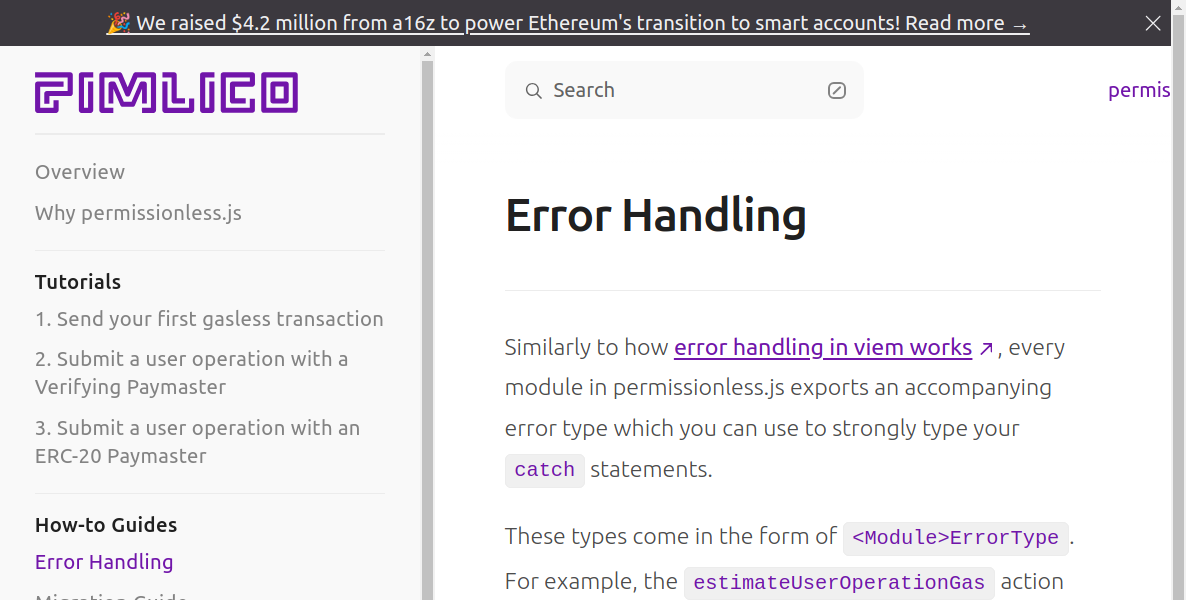 🎉 We raised $4.2 million from a16z to power Ethereum's transition to smart accounts! Read more →
PIMLICO
Search
permis
Overview
Why permissionless.js
Tutorials
1. Send your first gasless transaction
2. Submit a user operation with a
Verifying Paymaster
3. Submit a user operation with an
ERC-20 Paymaster
How-to Guides
Error Handling
Migration Guide
Error Handling
Similarly to how error handling in viem works ↗, every
module in permissionless.js exports an accompanying
error type which you can use to strongly type your
catch statements.
These types come in the form of <Module>ErrorType.
For example, the estimateUserOperationGas action